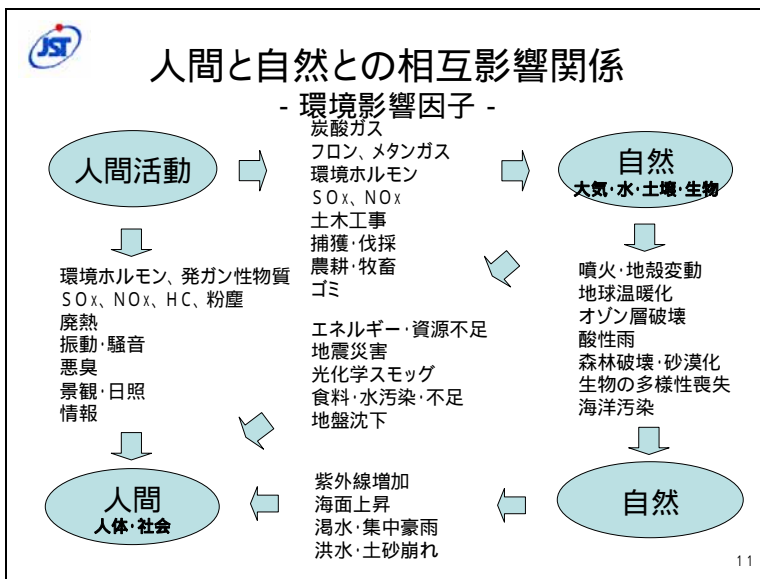 JST
人間と自然との相互影響関係
- 環境影響因子 -
人間活動
炭酸ガス
フロン、メタンガス
環境ホルモン
SOx、NOx
土木工事
捕獲･伐採
農耕･牧畜
ゴミ
自然
大気･水･土壌･生物
環境ホルモン、発ガン性物質
SOx、NOx、HC、粉塵
廃熱
振動･騒音
悪臭
景観･日照
情報
エネルギー･資源不足
地震災害
光化学スモッグ
食料･水汚染･不足
地盤沈下
噴火･地殻変動
地球温暖化
オゾン層破壊
酸性雨
森林破壊･砂漠化
生物の多様性喪失
海洋汚染
人間
人体･社会
紫外線増加
海面上昇
渇水･集中豪雨
洪水･土砂崩れ
自然
11